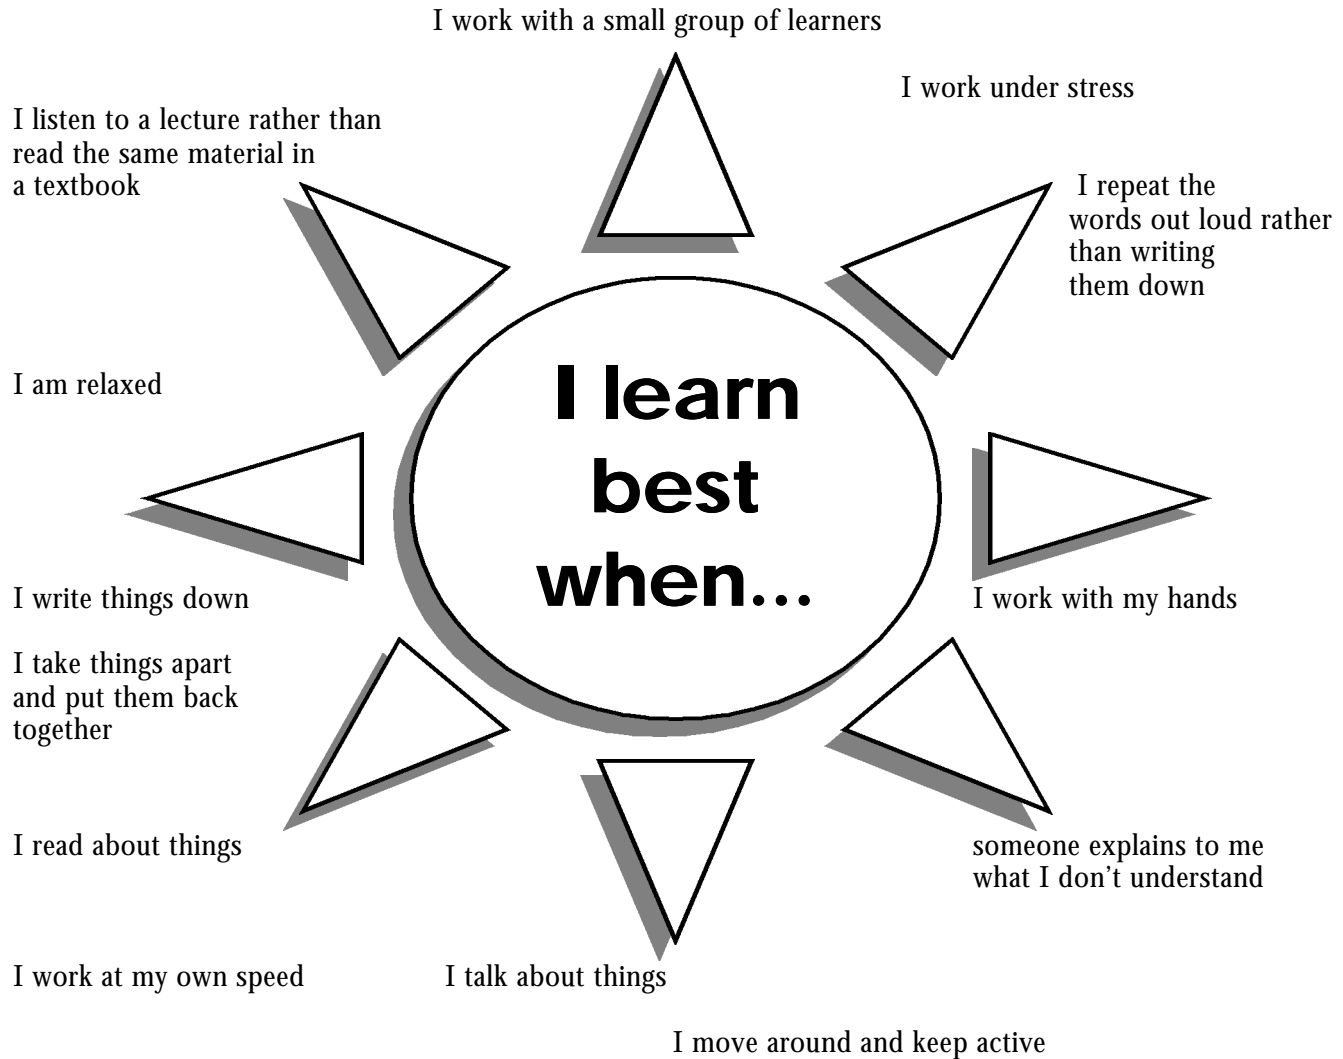 I work with a small group of learners
I work under stress
I listen to a lecture rather than
read the same material in
a textbook
I repeat the
words out loud rather
than writing
them down
I am relaxed
I learn
best
when...
I write things down
I work with my hands
I take things apart
and put them back
together
I read about things
someone explains to me
what I don't understand
I work at my own speed
I talk about things
I move around and keep active